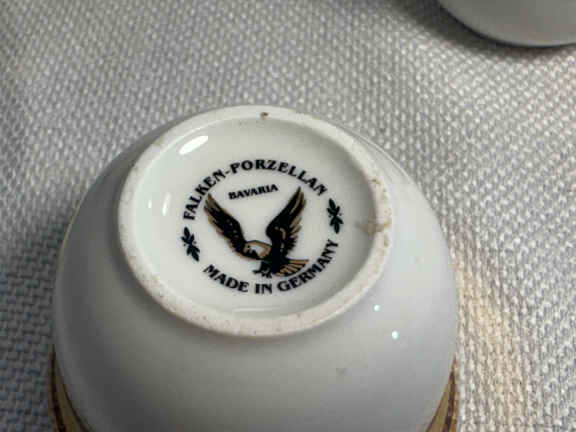 FALKEN-PORZELLAN
BAVARIA
MADE IN GERMANY